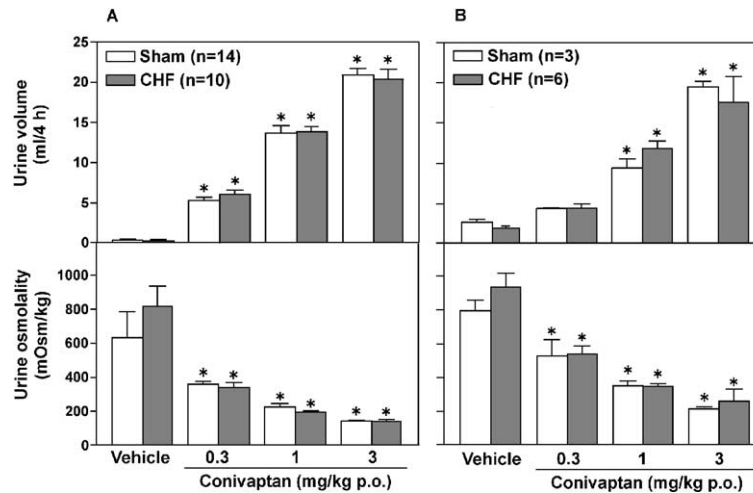 A
B
Urine volume
(ml/4 h)
25
20
15
10
5
0
Sham (n=14)
CHF (n=10)
* * * * * *
Sham (n=3)
CHF (n=6)
* * * *
Urine osmolality
(mOsm/kg)
1000
800
600
400
200
0
* * * * * *
* * * * * *
Vehicle 0.3 1 3
Conivaptan (mg/kg p.o.)
Vehicle 0.3 1 3
Conivaptan (mg/kg p.o.)